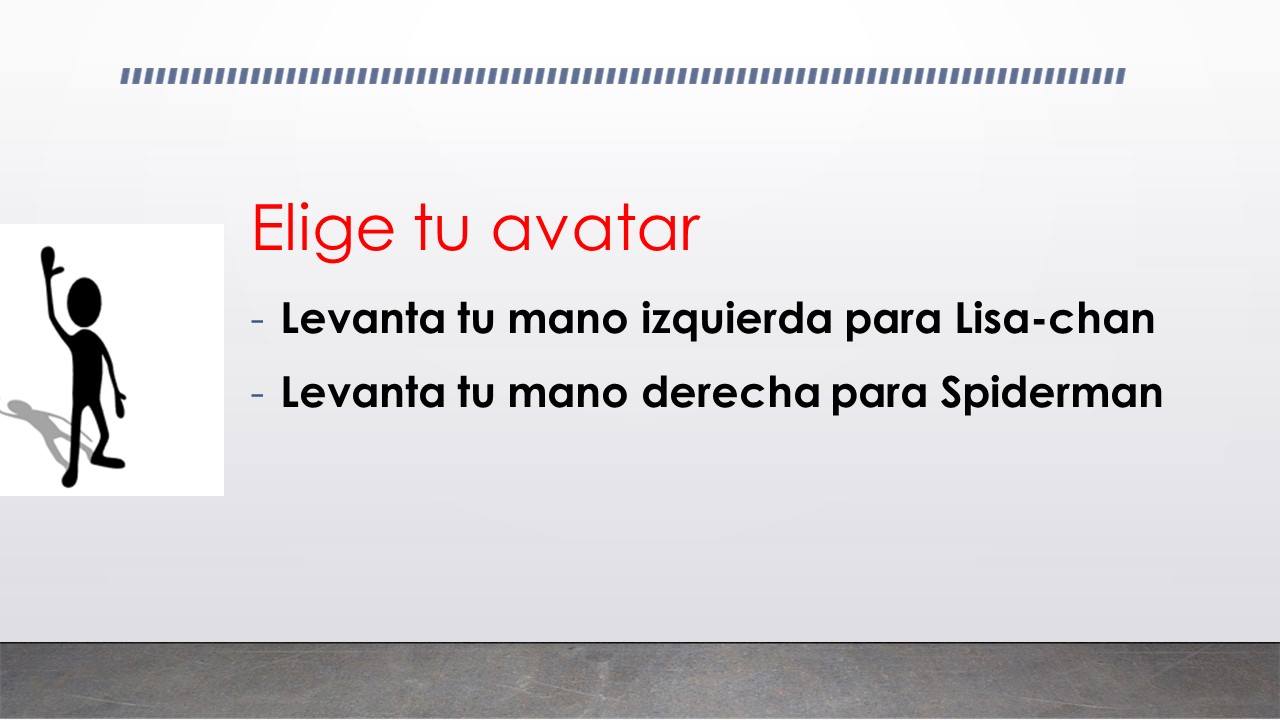 Elige tu avatar
- Levanta tu mano izquierda para Lisa-chan
- Levanta tu mano derecha para Spiderman